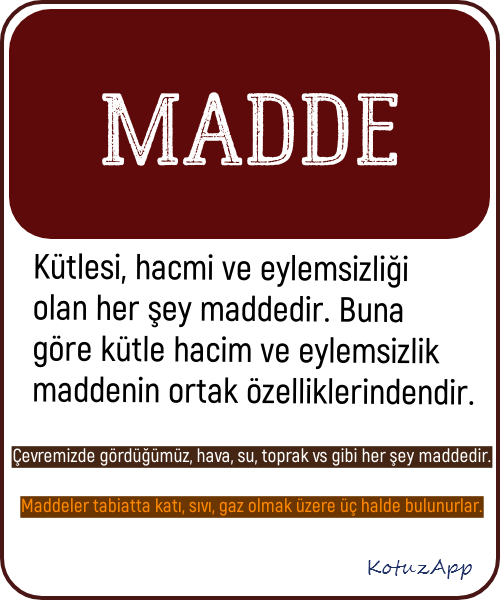 MADDE
Kütlesi, hacmi ve eylemsizliği
olan her şey maddedir. Buna
göre kütle hacim ve eylemsizlik
maddenin ortak özelliklerindendir.
Çevremizde gördüğümüz, hava, su, toprak vs gibi her şey maddedir.
Maddeler tabiatta katı, sıvı, gaz olmak üzere üç halde bulunurlar.
KotuzApp